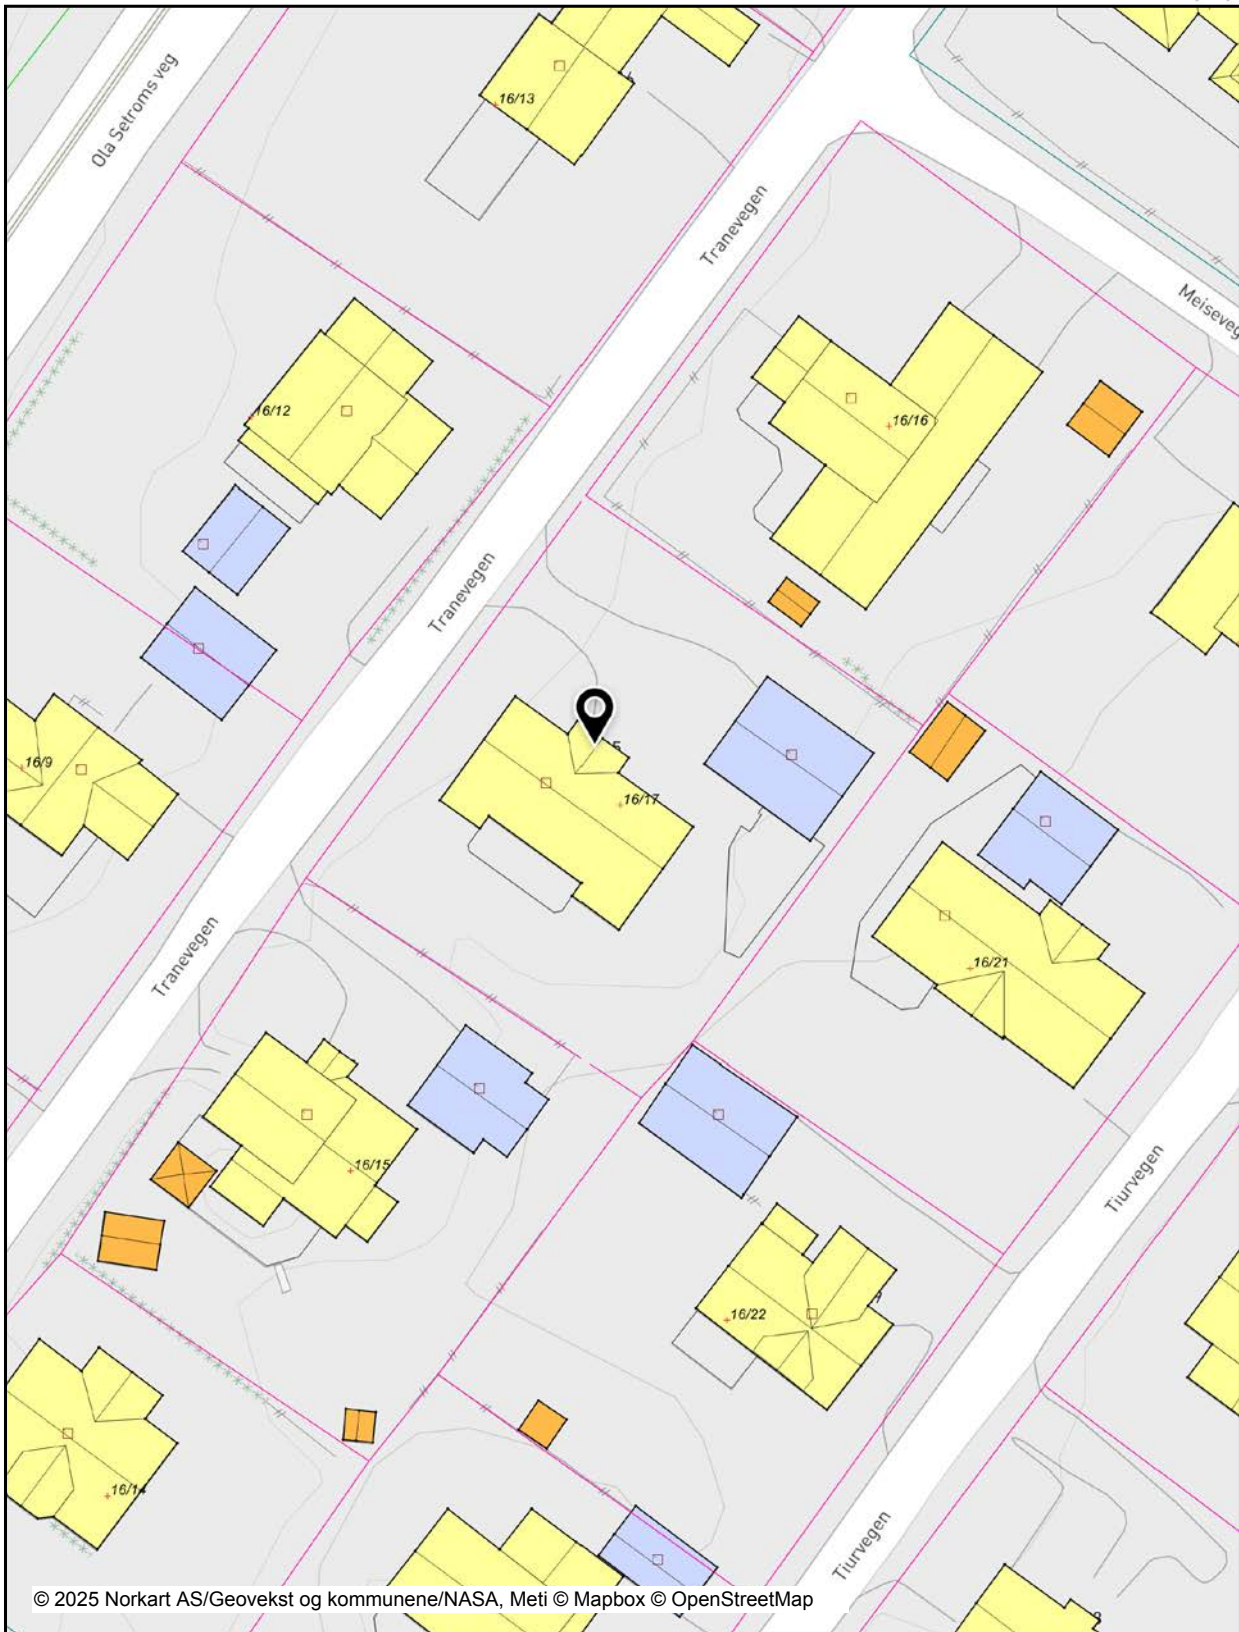 Ola Setroms veg
16/13
Tranevegen
Meiseveg
16/12
16/16
Tranevegen
16/9
5
16/17
Tranevegen
16/21
16/15
Tiurvegen
16/22
16/14
Tiurvegen
© 2025 Norkart AS/Geovekst og kommunene/NASA, Meti © Mapbox © OpenStreetMap